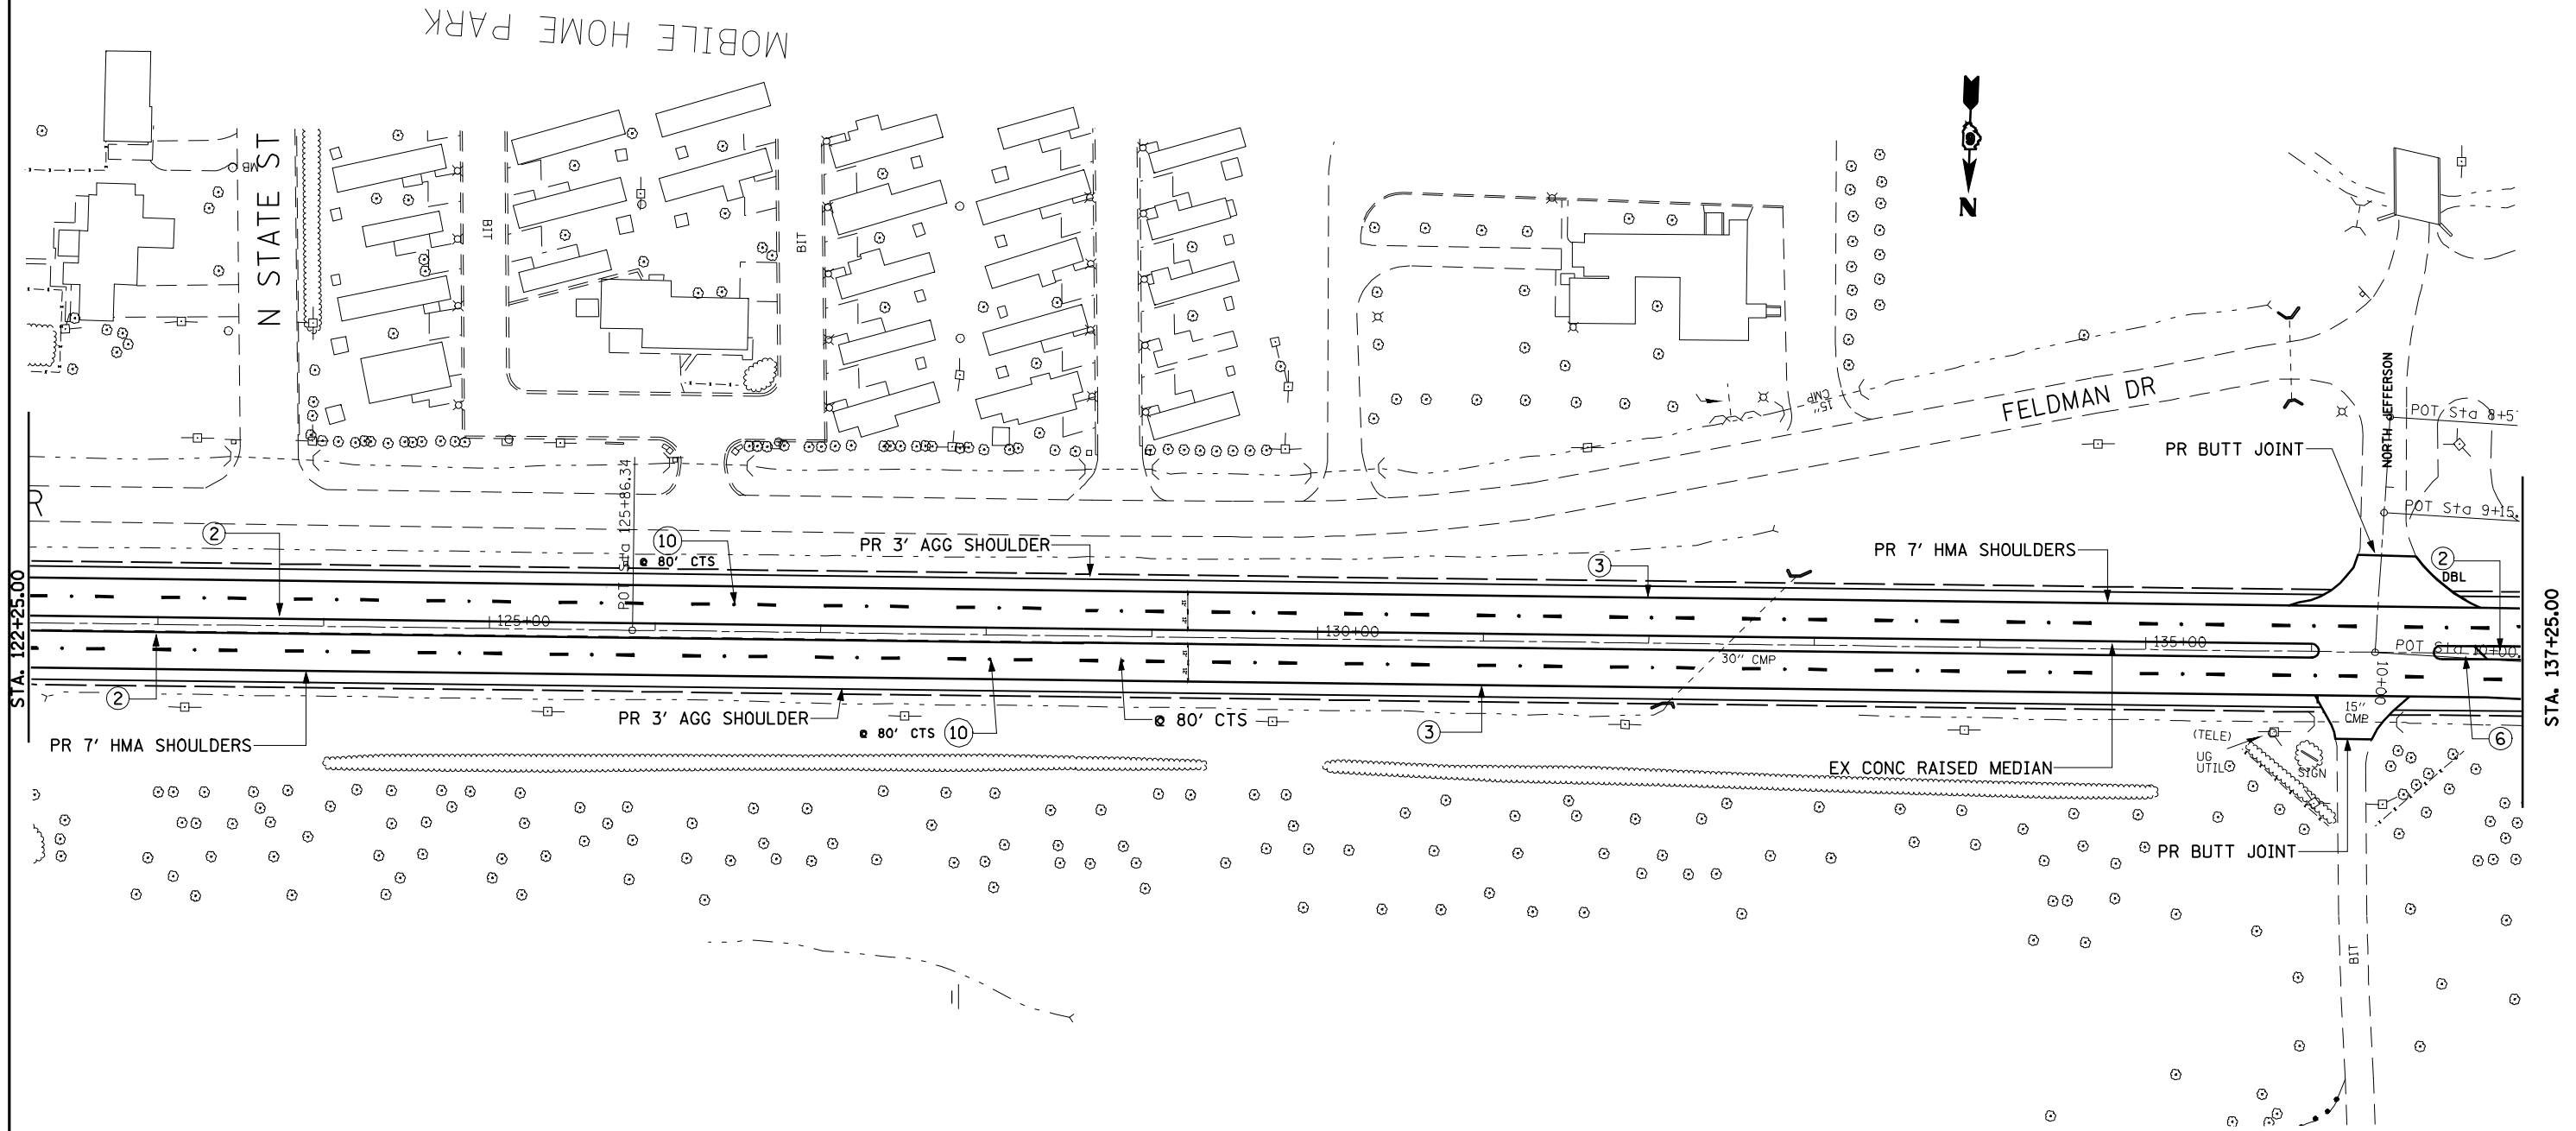 MOBILE HOME PARK
N
MB
N STATE ST
BIT
BIT
15" CMP
FELDMAN DR
NORTH JEFFERSON
POT Sta 8+5
PR BUTT JOINT
POT Sta 9+15.
R
POT Sta 125+86.34
2
10
@ 80' CTS
PR 3' AGG SHOULDER
3
PR 7' HMA SHOULDERS
2
DBL
STA. 122+25.00
STA. 137+25.00
125+00
130+00
135+00
POT Sta 10+00.
10+00
30" CMP
2
PR 7' HMA SHOULDERS
PR 3' AGG SHOULDER
@ 80' CTS
10
@ 80' CTS
3
EX CONC RAISED MEDIAN
15"
CMP
6
(TELE)
UG
UTIL
SIGN
PR BUTT JOINT
BIT